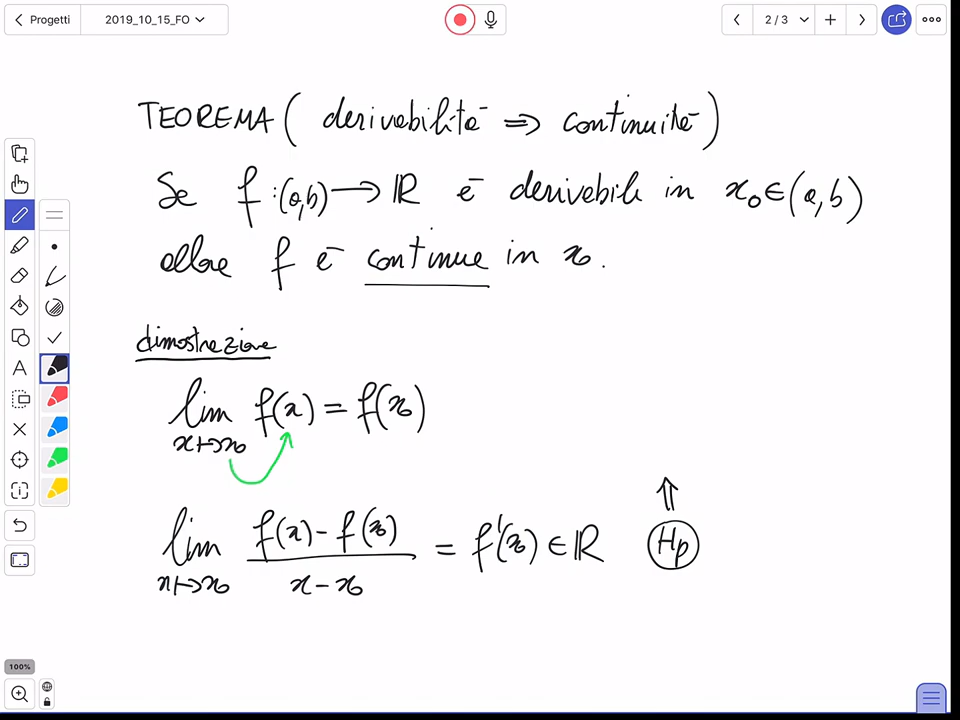 Progetti
2019_10_15_FO
2/3
TEOREMA ( derivabilità ⇒ continuità )
Se f : (a,b) → ℝ è derivabile in x₀ ∈ (a, b)
allora f è continua in x₀.
dimostrazione
lim f(x) = f(x₀)
x→x₀
⇑
lim f(x) - f(x₀) / x - x₀ = f'(x₀) ∈ ℝ Hp
x→x₀
100%